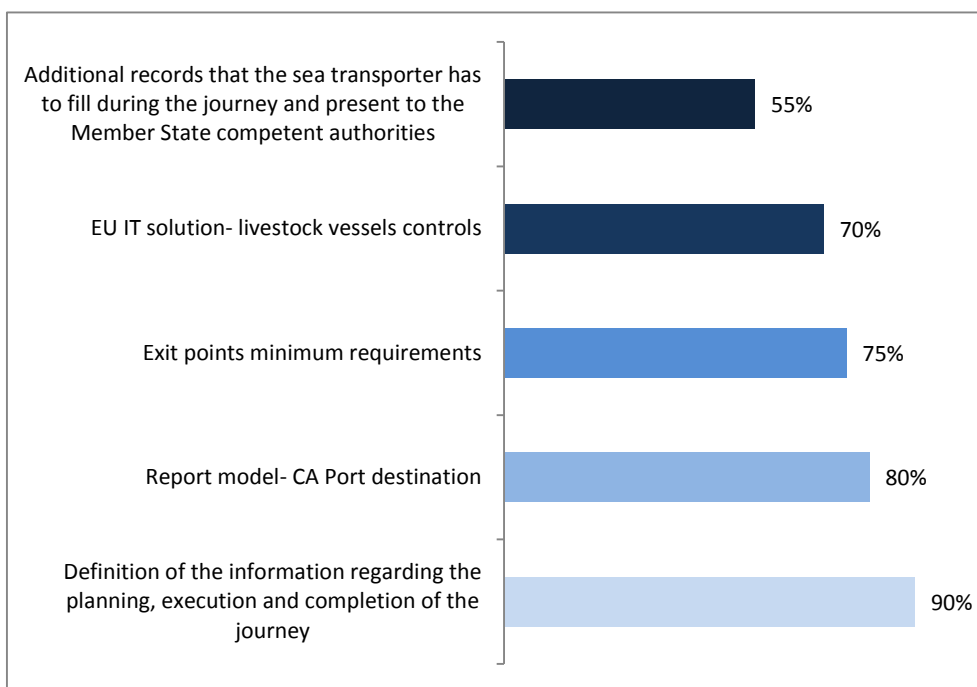 Additional records that the sea transporter has
to fill during the journey and present to the
Member State competent authorities
55%
EU IT solution- livestock vessels controls
70%
Exit points minimum requirements
75%
Report model- CA Port destination
80%
Definition of the information regarding the
planning, execution and completion of the
journey
90%